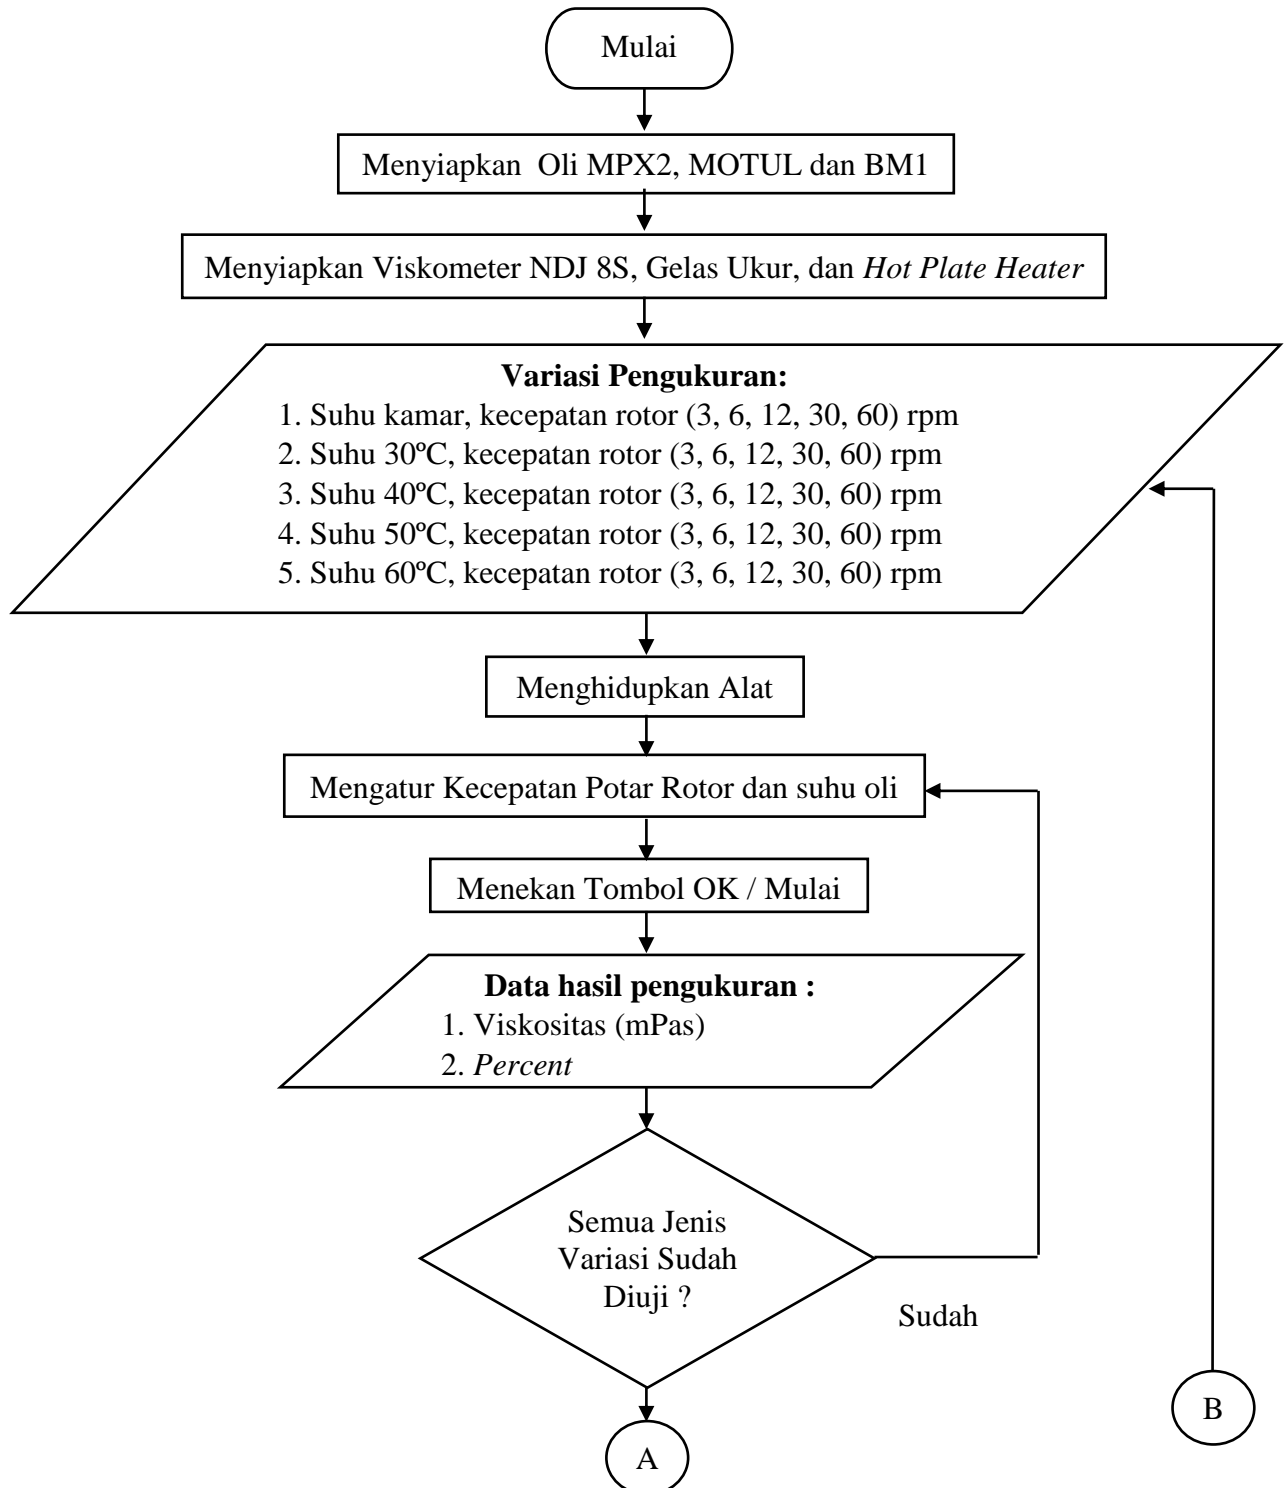 Mulai
Menyiapkan Oli MPX2, MOTUL dan BM1
Menyiapkan Viskometer NDJ 8S, Gelas Ukur, dan Hot Plate Heater
Variasi Pengukuran:
1. Suhu kamar, kecepatan rotor (3, 6, 12, 30, 60) rpm
2. Suhu 30ºC, kecepatan rotor (3, 6, 12, 30, 60) rpm
3. Suhu 40ºC, kecepatan rotor (3, 6, 12, 30, 60) rpm
4. Suhu 50ºC, kecepatan rotor (3, 6, 12, 30, 60) rpm
5. Suhu 60ºC, kecepatan rotor (3, 6, 12, 30, 60) rpm
Menghidupkan Alat
Mengatur Kecepatan Potar Rotor dan suhu oli
Menekan Tombol OK / Mulai
Data hasil pengukuran :
1. Viskositas (mPas)
2. Percent
Semua Jenis
Variasi Sudah
Diuji ?
Sudah
B
A